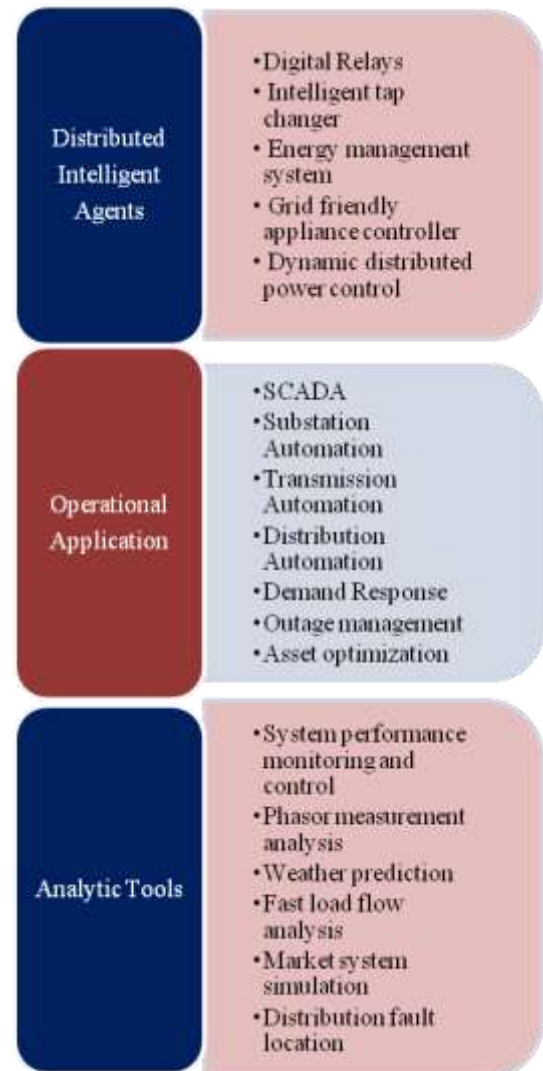 Distributed
Intelligent
Agents
•Digital Relays
• Intelligent tap
changer
• Energy management
system
• Grid friendly
appliance controller
• Dynamic distributed
power control
Operational
Application
•SCADA
•Substation
Automation
•Transmission
Automation
•Distribution
Automation
•Demand Response
•Outage management
•Asset optimization
Analytic Tools
•System performance
monitoring and
control
•Phasor measurement
analysis
•Weather prediction
•Fast load flow
analysis
•Market system
simulation
•Distribution fault
location